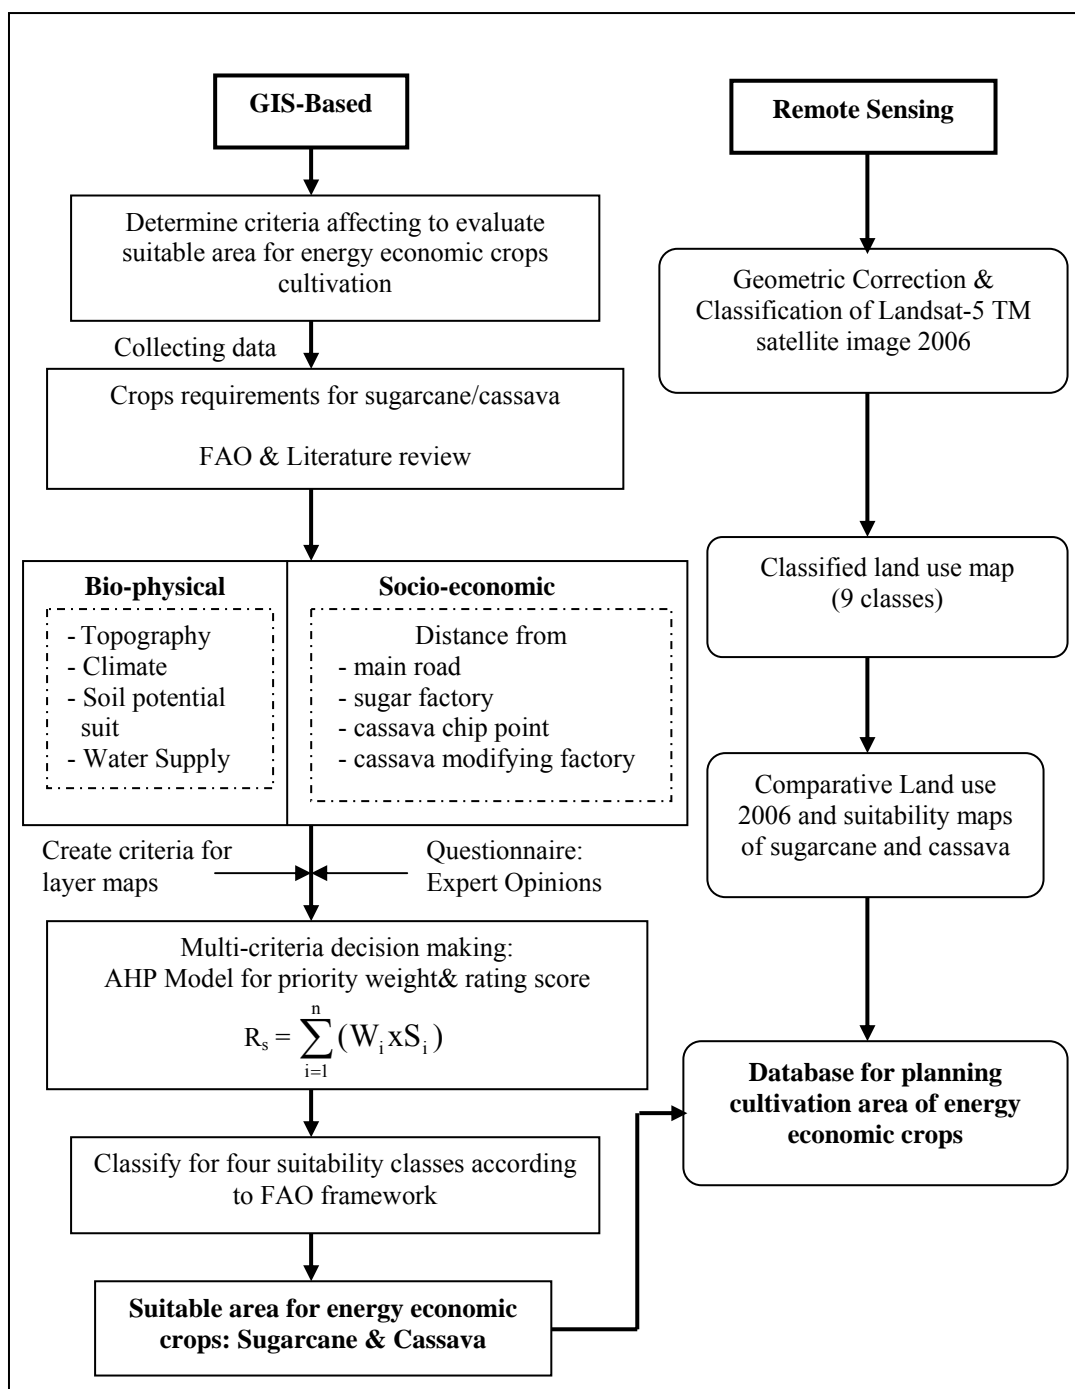 GIS-Based
Determine criteria affecting to evaluate
suitable area for energy economic crops
cultivation
Collecting data
Crops requirements for sugarcane/cassava
FAO & Literature review
Bio-physical
- Topography
- Climate
- Soil potential
suit
- Water Supply
Socio-economic
Distance from
- main road
- sugar factory
- cassava chip point
- cassava modifying factory
Create criteria for
layer maps
Questionnaire:
Expert Opinions
Multi-criteria decision making:
AHP Model for priority weight& rating score
Rₛ = ∑ⁿᵢ₌₁ (WᵢxSᵢ)
Classify for four suitability classes according
to FAO framework
Suitable area for energy economic
crops: Sugarcane & Cassava
Remote Sensing
Geometric Correction &
Classification of Landsat-5 TM
satellite image 2006
Classified land use map
(9 classes)
Comparative Land use
2006 and suitability maps
of sugarcane and cassava
Database for planning
cultivation area of energy
economic crops